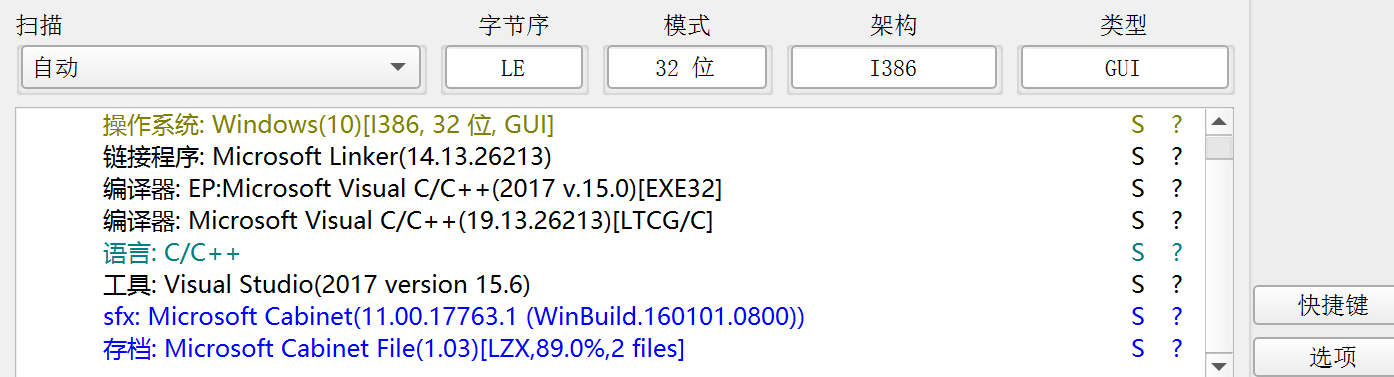 扫描 字节序 模式 架构 类型
自动 LE 32 位 I386 GUI
操作系统: Windows(10)[I386, 32 位, GUI] S ?
链接程序: Microsoft Linker(14.13.26213) S ?
编译器: EP:Microsoft Visual C/C++(2017 v.15.0)[EXE32] S ?
编译器: Microsoft Visual C/C++(19.13.26213)[LTCG/C] S ?
语言: C/C++ S ?
工具: Visual Studio(2017 version 15.6) S ?
sfx: Microsoft Cabinet(11.00.17763.1 (WinBuild.160101.0800)) S ?
存档: Microsoft Cabinet File(1.03)[LZX,89.0%,2 files] S ?
快捷键
选项